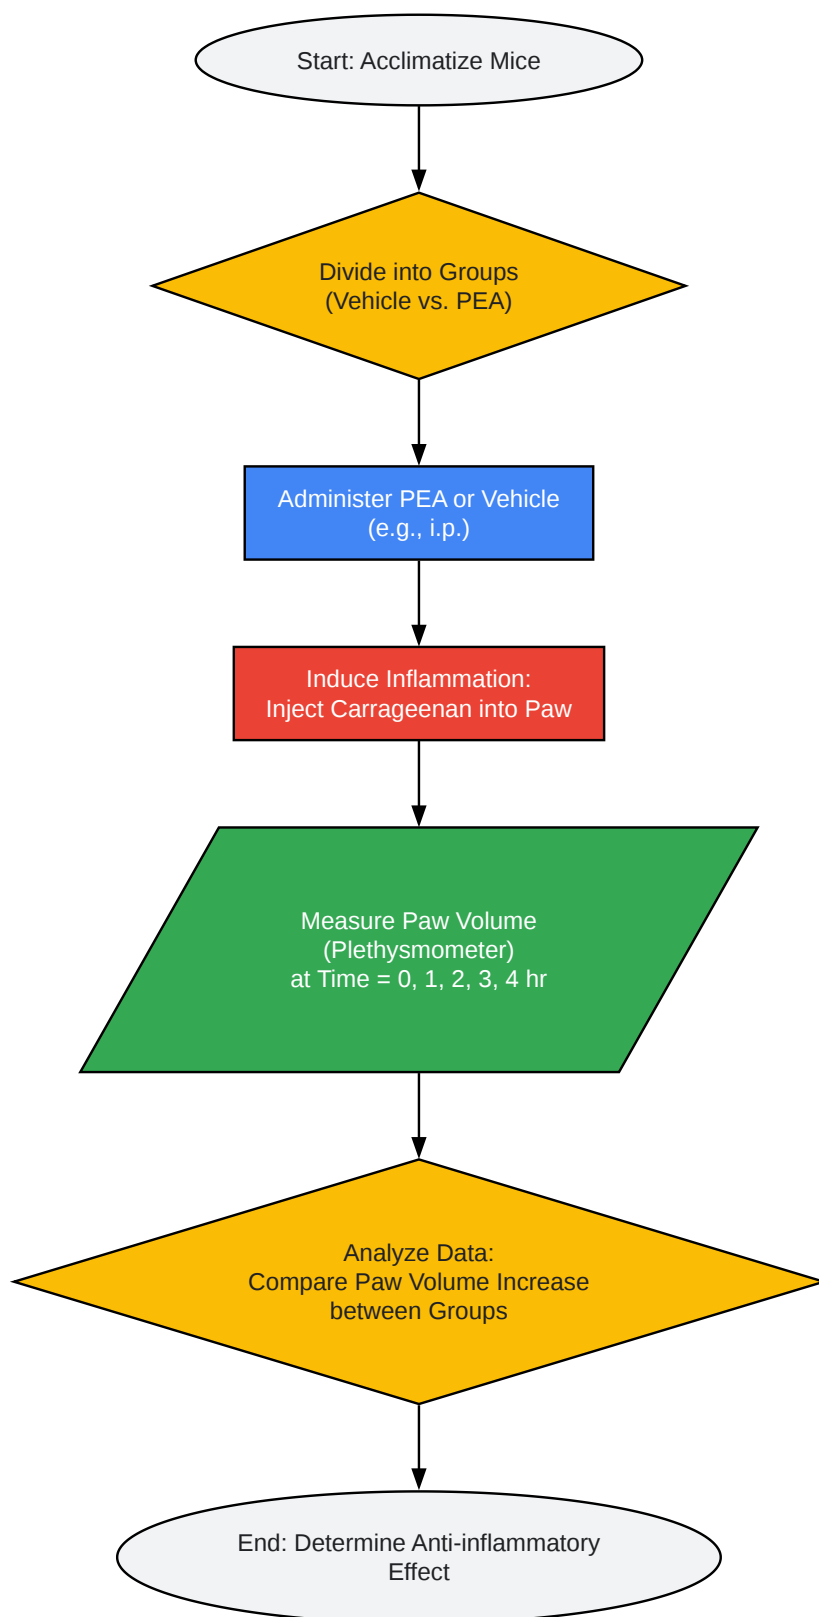 Start: Acclimatize Mice
Divide into Groups
(Vehicle vs. PEA)
Administer PEA or Vehicle
(e.g., i.p.)
Induce Inflammation:
Inject Carrageenan into Paw
Measure Paw Volume
(Plethysmometer)
at Time = 0, 1, 2, 3, 4 hr
Analyze Data:
Compare Paw Volume Increase
between Groups
End: Determine Anti-inflammatory
Effect